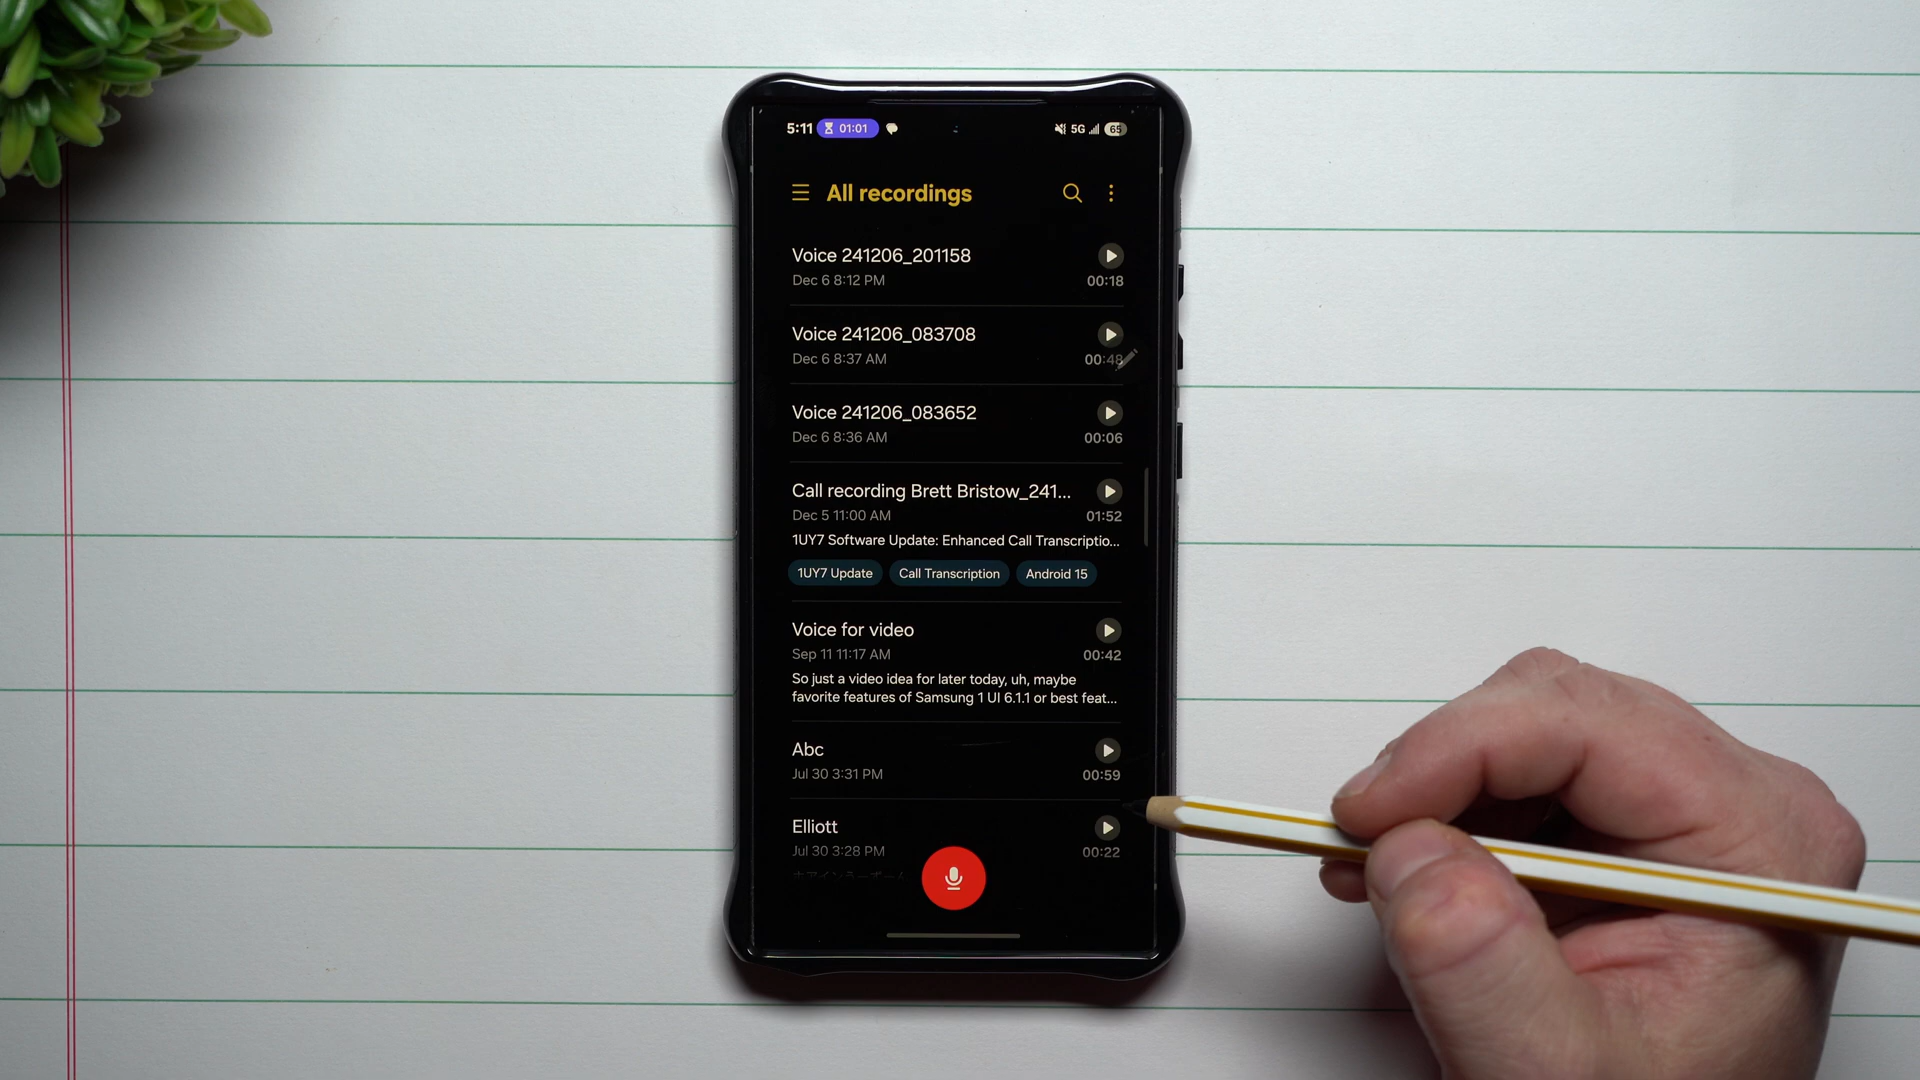 5:11 01:01 5G 65
All recordings
Voice 241206_201158
Dec 6 8:12 PM 00:18
Voice 241206_083708
Dec 6 8:37 AM 00:48
Voice 241206_083652
Dec 6 8:36 AM 00:06
Call recording Brett Bristow_241...
Dec 5 11:00 AM 01:52
1UY7 Software Update: Enhanced Call Transcriptio...
1UY7 Update Call Transcription Android 15
Voice for video
Sep 11 11:17 AM 00:42
So just a video idea for later today, uh, maybe
favorite features of Samsung 1 UI 6.1.1 or best feat...
Abc
Jul 30 3:31 PM 00:59
Elliott
Jul 30 3:28 PM 00:22